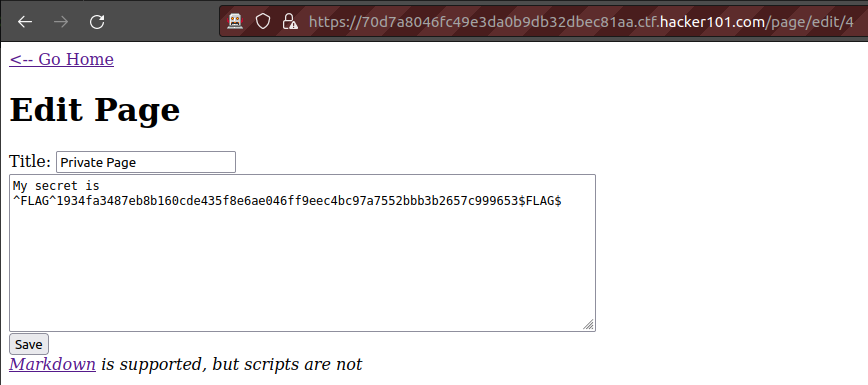 https://70d7a8046fc49e3da0b9db32dbec81aa.ctf.hacker101.com/page/edit/4
<-- Go Home
Edit Page
Title: Private Page
My secret is
^FLAG^1934fa3487eb8b160cde435f8e6ae046ff9eec4bc97a7552bbb3b2657c999653$FLAG$
Save
Markdown is supported, but scripts are not